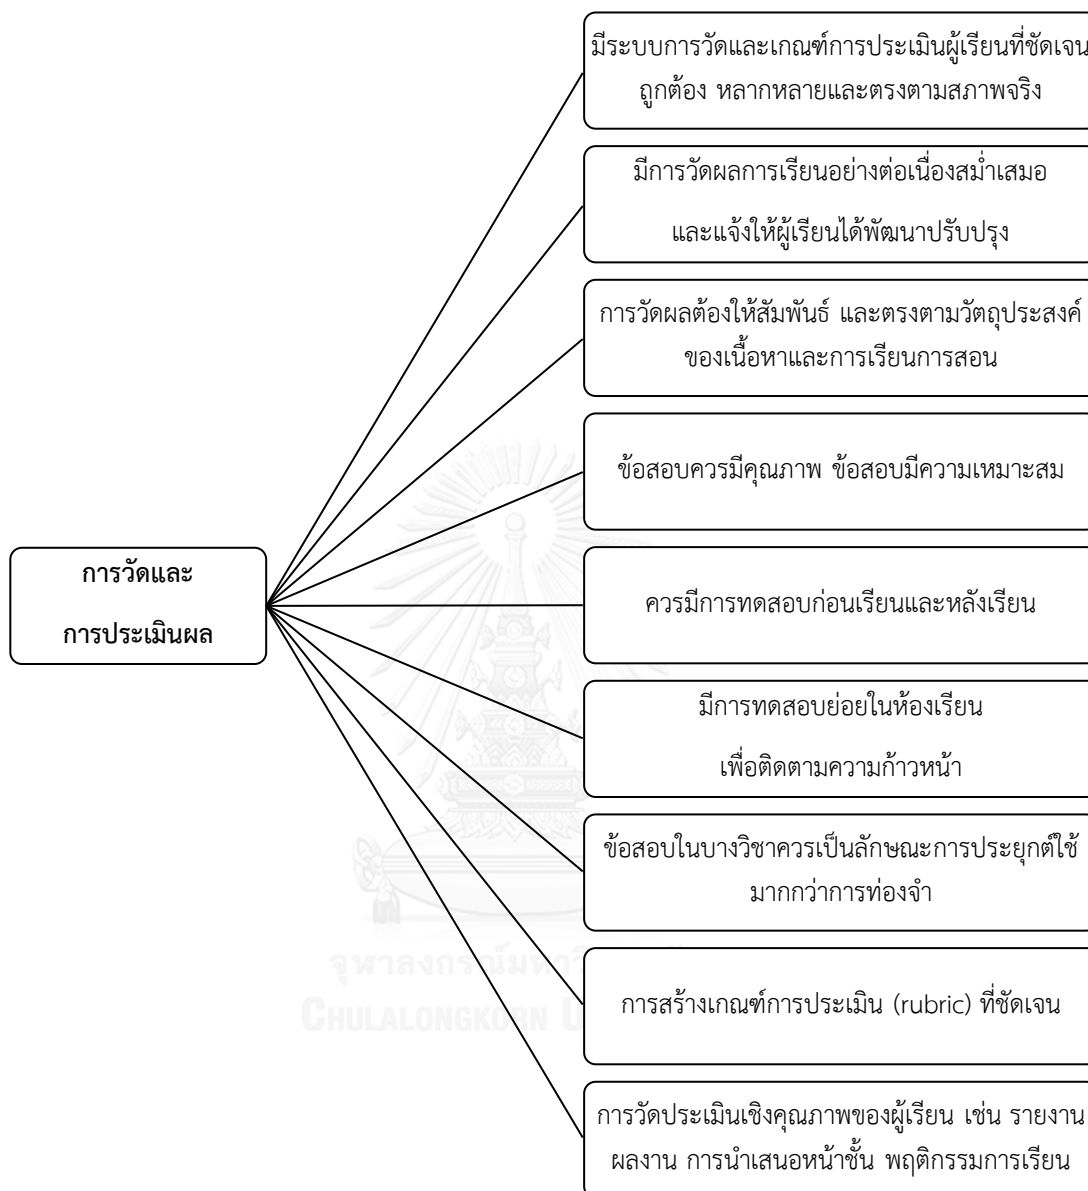 มีระบบการวัดและเกณฑ์การประเมินผู้เรียนที่ชัดเจน
ถูกต้อง หลากหลายและตรงตามสภาพจริง
มีการวัดผลการเรียนอย่างต่อเนื่องสม่ำเสมอ
และแจ้งให้ผู้เรียนได้พัฒนาปรับปรุง
การวัดผลต้องให้สัมพันธ์ และตรงตามวัตถุประสงค์
ของเนื้อหาและการเรียนการสอน
ข้อสอบควรมีคุณภาพ ข้อสอบมีความเหมาะสม
การวัดและ
การประเมินผล
ควรมีการทดสอบก่อนเรียนและหลังเรียน
มีการทดสอบย่อยในห้องเรียน
เพื่อติดตามความก้าวหน้า
ข้อสอบในบางวิชาควรเป็นลักษณะการประยุกต์ใช้
มากกว่าการท่องจำ
จุฬาลงกรณ์มหาวิ
CHULALONGKORN U
การสร้างเกณฑ์การประเมิน (rubric) ที่ชัดเจน
การวัดประเมินเชิงคุณภาพของผู้เรียน เช่น รายงาน
ผลงาน การนำเสนอหน้าชั้น พฤติกรรมการเรียน